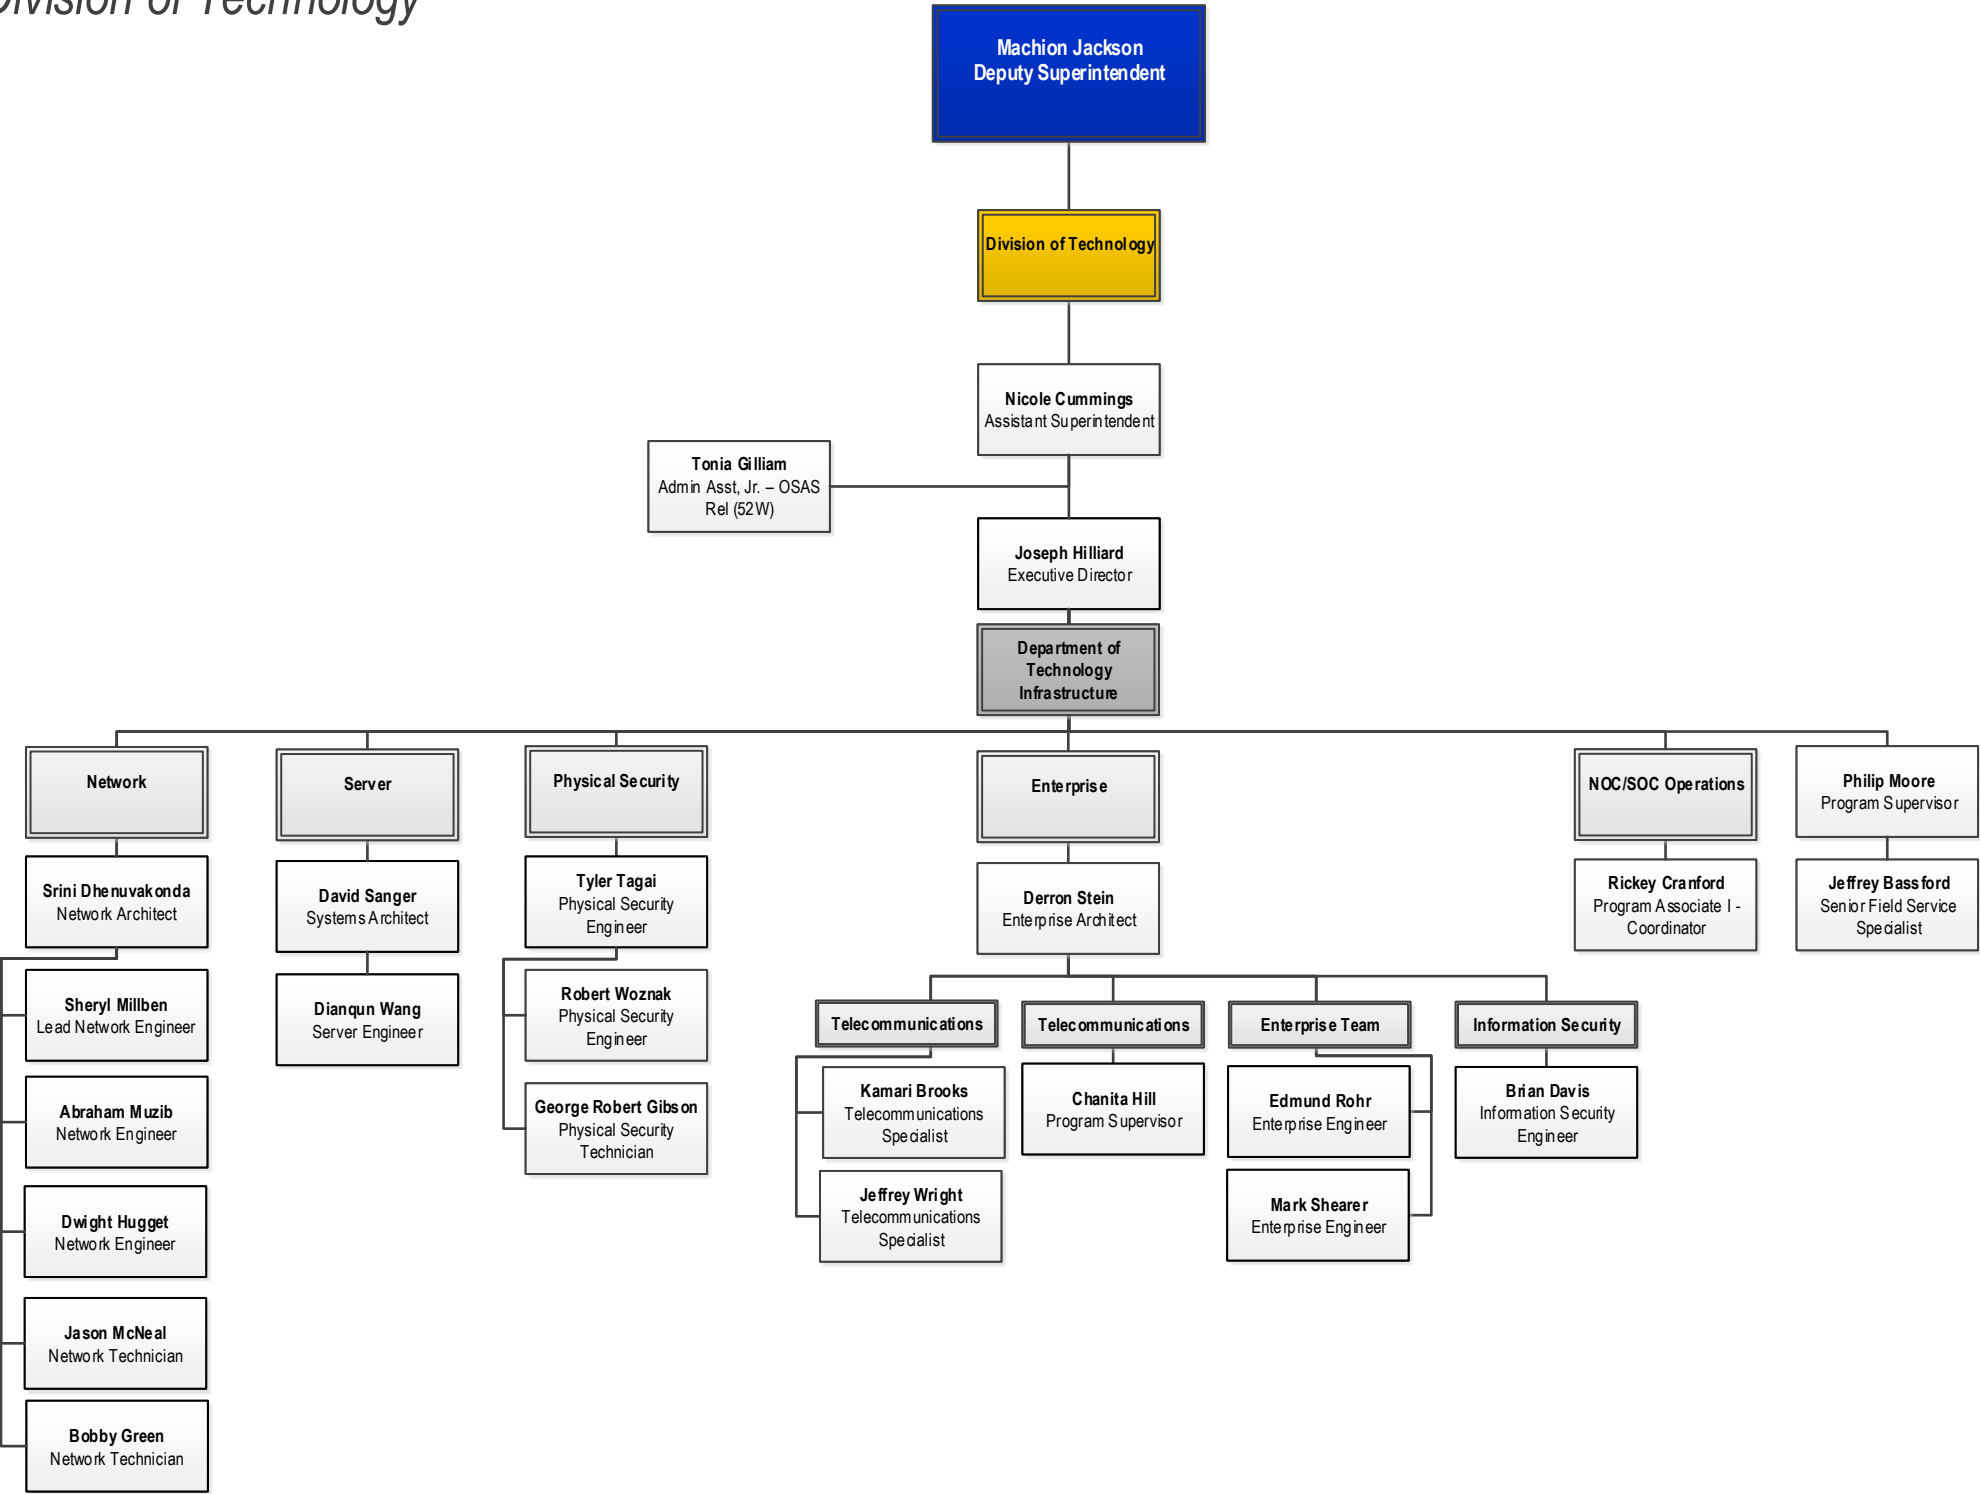 Division of Technology
Machion Jackson
Deputy Superintendent
Division of Technology
Nicole Cummings
Assistant Superintendent
Tonia Gilliam
Admin Asst, Jr. – OSAS
Rel (52W)
Joseph Hilliard
Executive Director
Department of
Technology
Infrastructure
Network
Srini Dhenuvakonda
Network Architect
Sheryl Millben
Lead Network Engineer
Abraham Muzib
Network Engineer
Dwight Hugget
Network Engineer
Jason McNeal
Network Technician
Bobby Green
Network Technician
Server
David Sanger
Systems Architect
Dianqun Wang
Server Engineer
Physical Security
Tyler Tagai
Physical Security
Engineer
Robert Woznak
Physical Security
Engineer
George Robert Gibson
Physical Security
Technician
Enterprise
Derron Stein
Enterprise Architect
Telecommunications
Kamari Brooks
Telecommunications
Specialist
Jeffrey Wright
Telecommunications
Specialist
Telecommunications
Chanita Hill
Program Supervisor
Enterprise Team
Edmund Rohr
Enterprise Engineer
Mark Shearer
Enterprise Engineer
Information Security
Brian Davis
Information Security
Engineer
NOC/SOC Operations
Rickey Cranford
Program Associate I -
Coordinator
Philip Moore
Program Supervisor
Jeffrey Bassford
Senior Field Service
Specialist